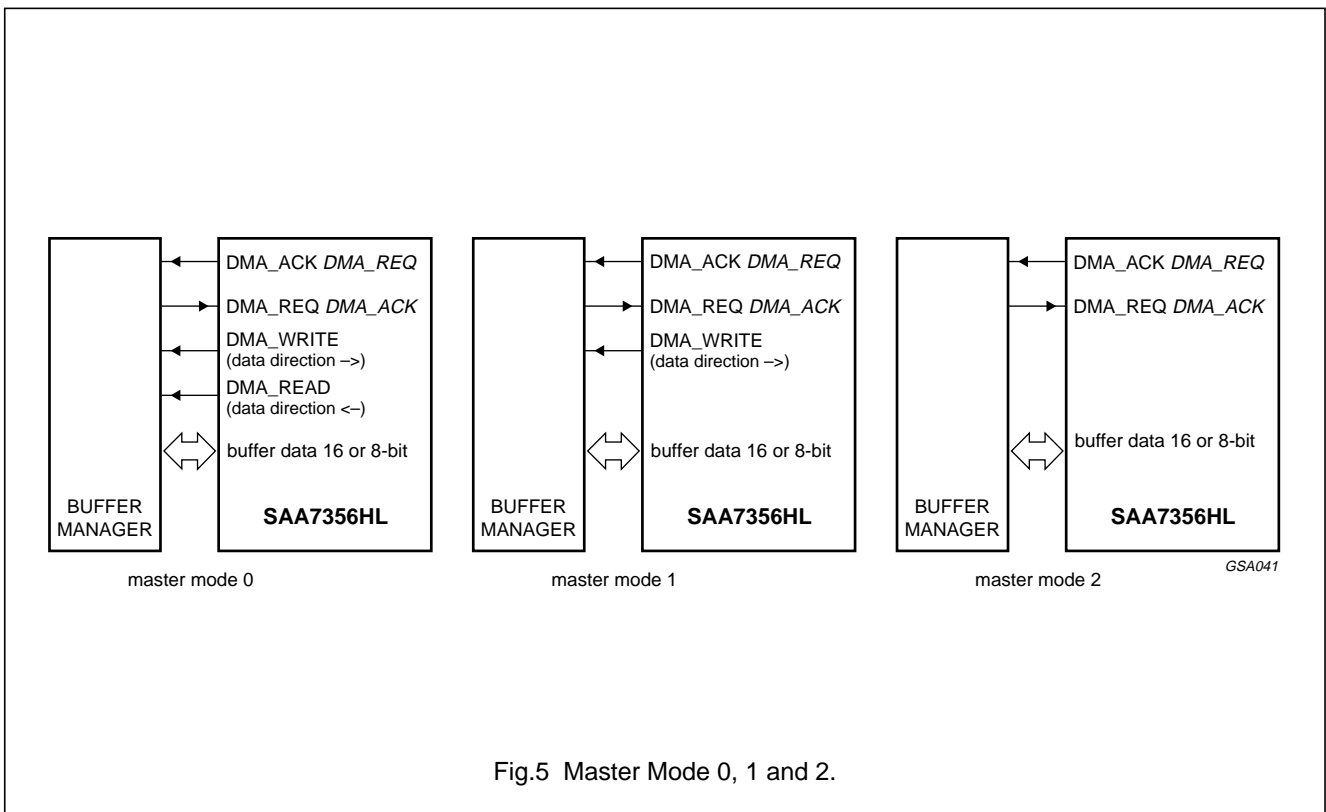 DMA_ACK DMA_REQ
DMA_REQ DMA_ACK
DMA_WRITE
(data direction –>)
DMA_READ
(data direction <–)
buffer data 16 or 8-bit
BUFFER
MANAGER
SAA7356HL
master mode 0
DMA_ACK DMA_REQ
DMA_REQ DMA_ACK
DMA_WRITE
(data direction –>)
buffer data 16 or 8-bit
BUFFER
MANAGER
SAA7356HL
master mode 1
DMA_ACK DMA_REQ
DMA_REQ DMA_ACK
buffer data 16 or 8-bit
BUFFER
MANAGER
SAA7356HL
master mode 2
GSA041
Fig.5 Master Mode 0, 1 and 2.